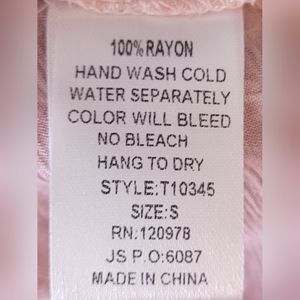 100% RAYON
HAND WASH COLD
WATER SEPARATELY
COLOR WILL BLEED
NO BLEACH
HANG TO DRY
STYLE:T10345
SIZE:S
RN:120978
JS P.O:6087
MADE IN CHINA